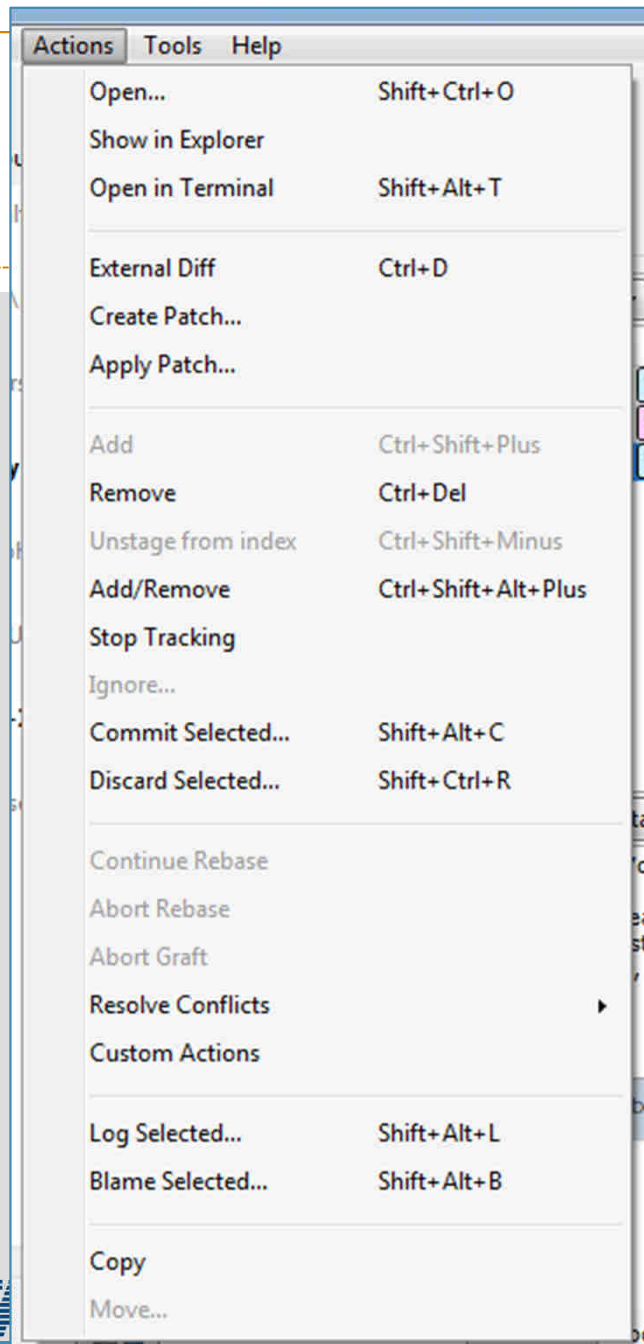 Actions Tools Help
Open... Shift+Ctrl+O
Show in Explorer
Open in Terminal Shift+Alt+T
External Diff Ctrl+D
Create Patch...
Apply Patch...
Add Ctrl+Shift+Plus
Remove Ctrl+Del
Unstage from index Ctrl+Shift+Minus
Add/Remove Ctrl+Shift+Alt+Plus
Stop Tracking
Ignore...
Commit Selected... Shift+Alt+C
Discard Selected... Shift+Ctrl+R
Continue Rebase
Abort Rebase
Abort Graft
Resolve Conflicts
Custom Actions
Log Selected... Shift+Alt+L
Blame Selected... Shift+Alt+B
Copy
Move...